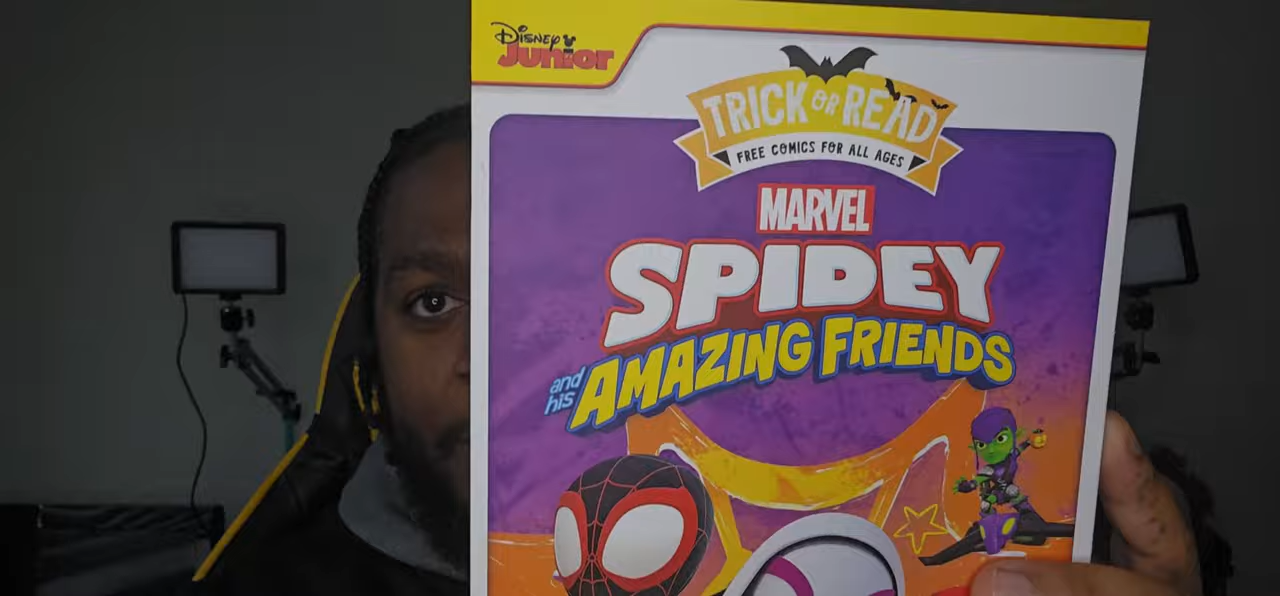 Disney
Junior
TRICK OR READ
FREE COMICS FOR ALL AGES
MARVEL
SPIDEY
and his
AMAZING FRIENDS